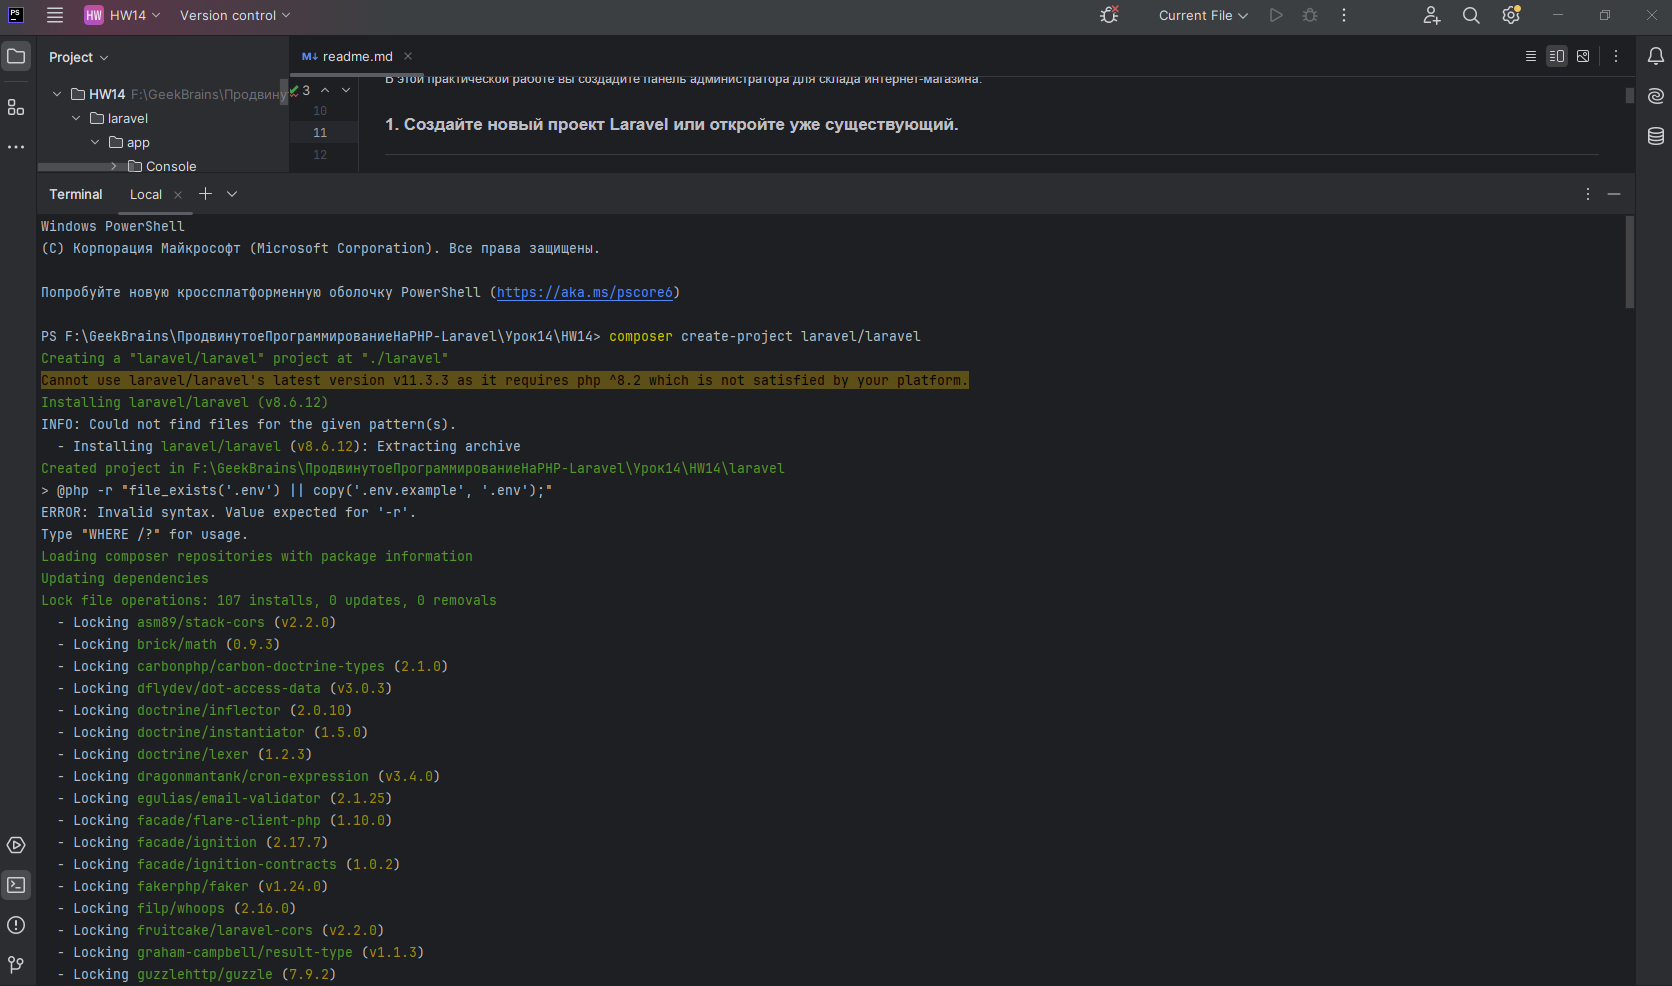 PS
HW HW14 Version control Current File
Project
M↓ readme.md
HW14 F:\GeekBrains\Продвину
laravel
app
Console
3
10
11
12
В этой практической работе вы создадите панель администратора для склада интернет-магазина.
1. Создайте новый проект Laravel или откройте уже существующий.
Terminal Local
Windows PowerShell
(C) Корпорация Майкрософт (Microsoft Corporation). Все права защищены.
Попробуйте новую кроссплатформенную оболочку PowerShell (https://aka.ms/pscore6)
PS F:\GeekBrains\ПродвинутоеПрограммированиеНаPHP-Laravel\Урок14\HW14> composer create-project laravel/laravel
Creating a "laravel/laravel" project at "./laravel"
Cannot use laravel/laravel's latest version v11.3.3 as it requires php ^8.2 which is not satisfied by your platform.
Installing laravel/laravel (v8.6.12)
INFO: Could not find files for the given pattern(s).
- Installing laravel/laravel (v8.6.12): Extracting archive
Created project in F:\GeekBrains\ПродвинутоеПрограммированиеНаPHP-Laravel\Урок14\HW14\laravel
> @php -r "file_exists('.env') || copy('.env.example', '.env');"
ERROR: Invalid syntax. Value expected for '-r'.
Type "WHERE /?" for usage.
Loading composer repositories with package information
Updating dependencies
Lock file operations: 107 installs, 0 updates, 0 removals
- Locking asm89/stack-cors (v2.2.0)
- Locking brick/math (0.9.3)
- Locking carbonphp/carbon-doctrine-types (2.1.0)
- Locking dflydev/dot-access-data (v3.0.3)
- Locking doctrine/inflector (2.0.10)
- Locking doctrine/instantiator (1.5.0)
- Locking doctrine/lexer (1.2.3)
- Locking dragonmantank/cron-expression (v3.4.0)
- Locking egulias/email-validator (2.1.25)
- Locking facade/flare-client-php (1.10.0)
- Locking facade/ignition (2.17.7)
- Locking facade/ignition-contracts (1.0.2)
- Locking fakerphp/faker (v1.24.0)
- Locking filp/whoops (2.16.0)
- Locking fruitcake/laravel-cors (v2.2.0)
- Locking graham-campbell/result-type (v1.1.3)
- Locking guzzlehttp/guzzle (7.9.2)